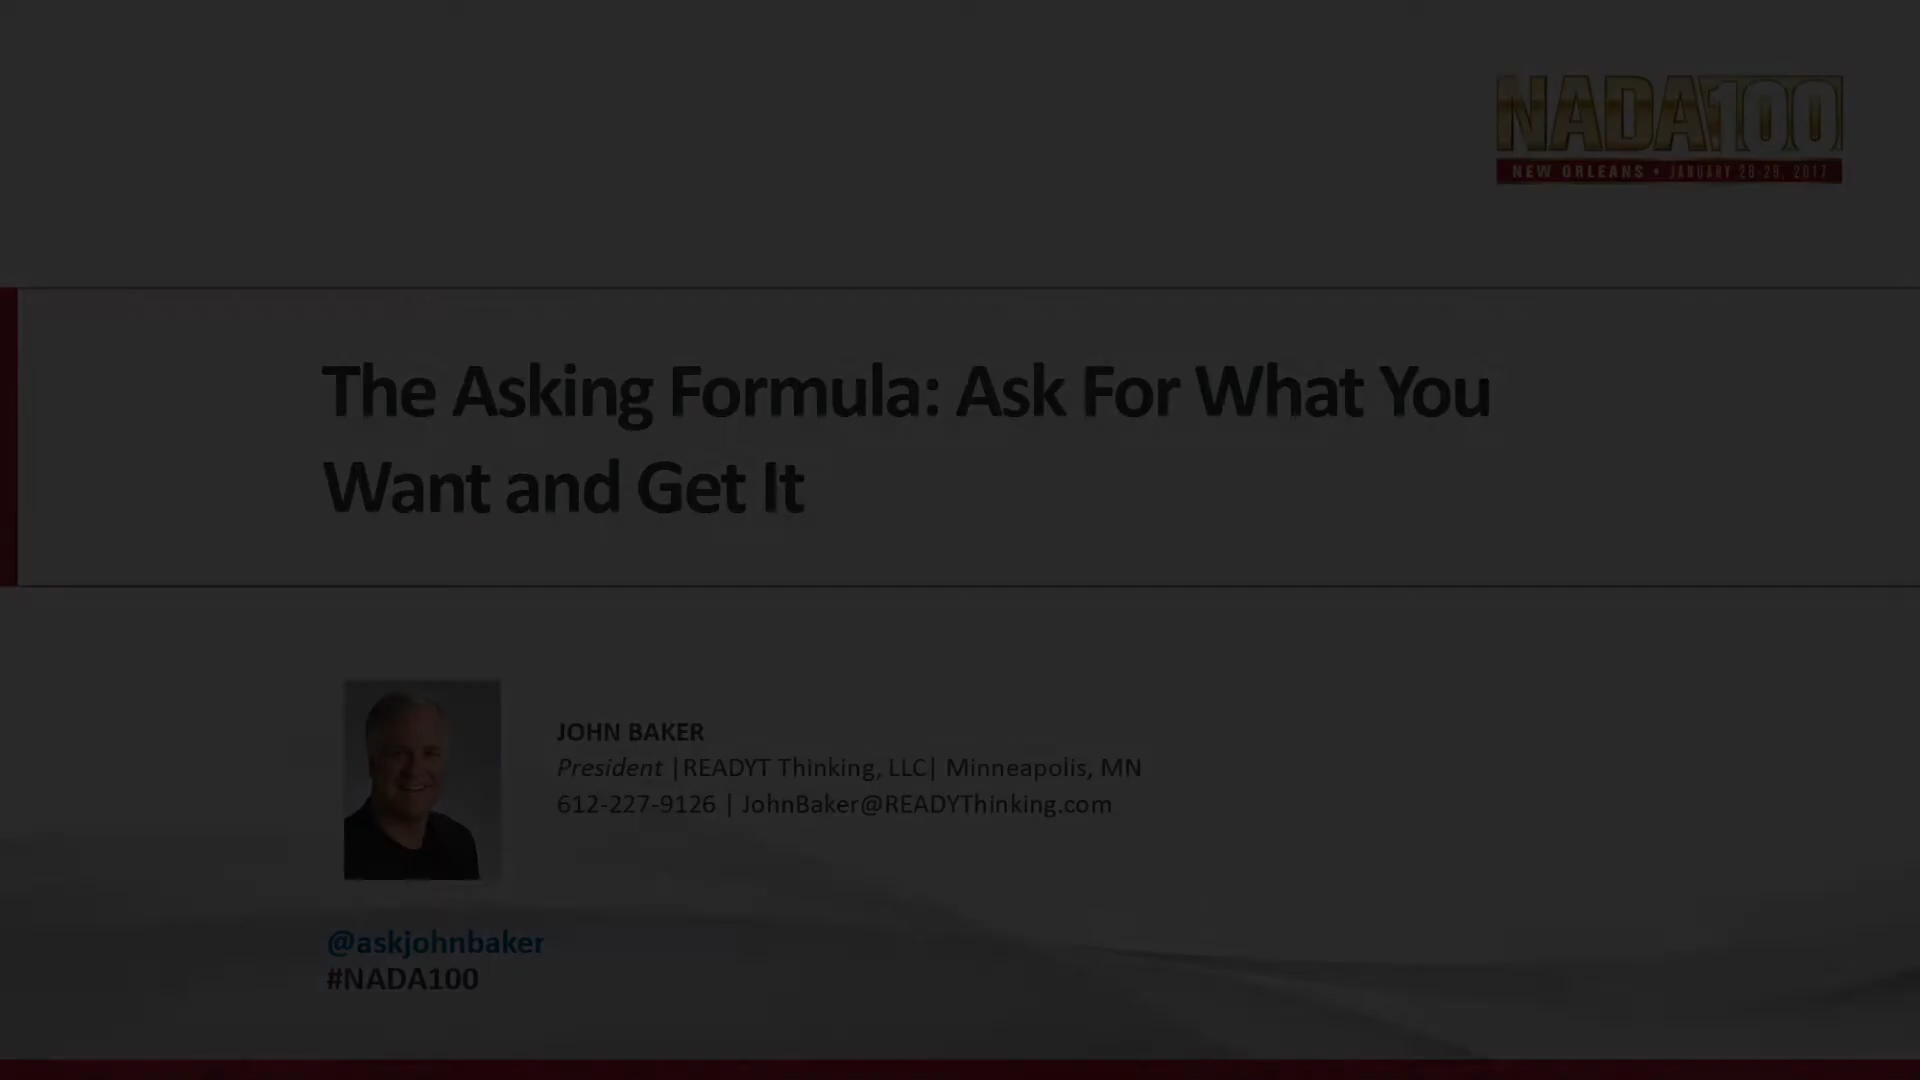 NADA100
NEW ORLEANS • JANUARY 26-29, 2017
The Asking Formula: Ask For What You
Want and Get It
JOHN BAKER
President |READYT Thinking, LLC| Minneapolis, MN
612-227-9126 | JohnBaker@READYThinking.com
@askjohnbaker
#NADA100